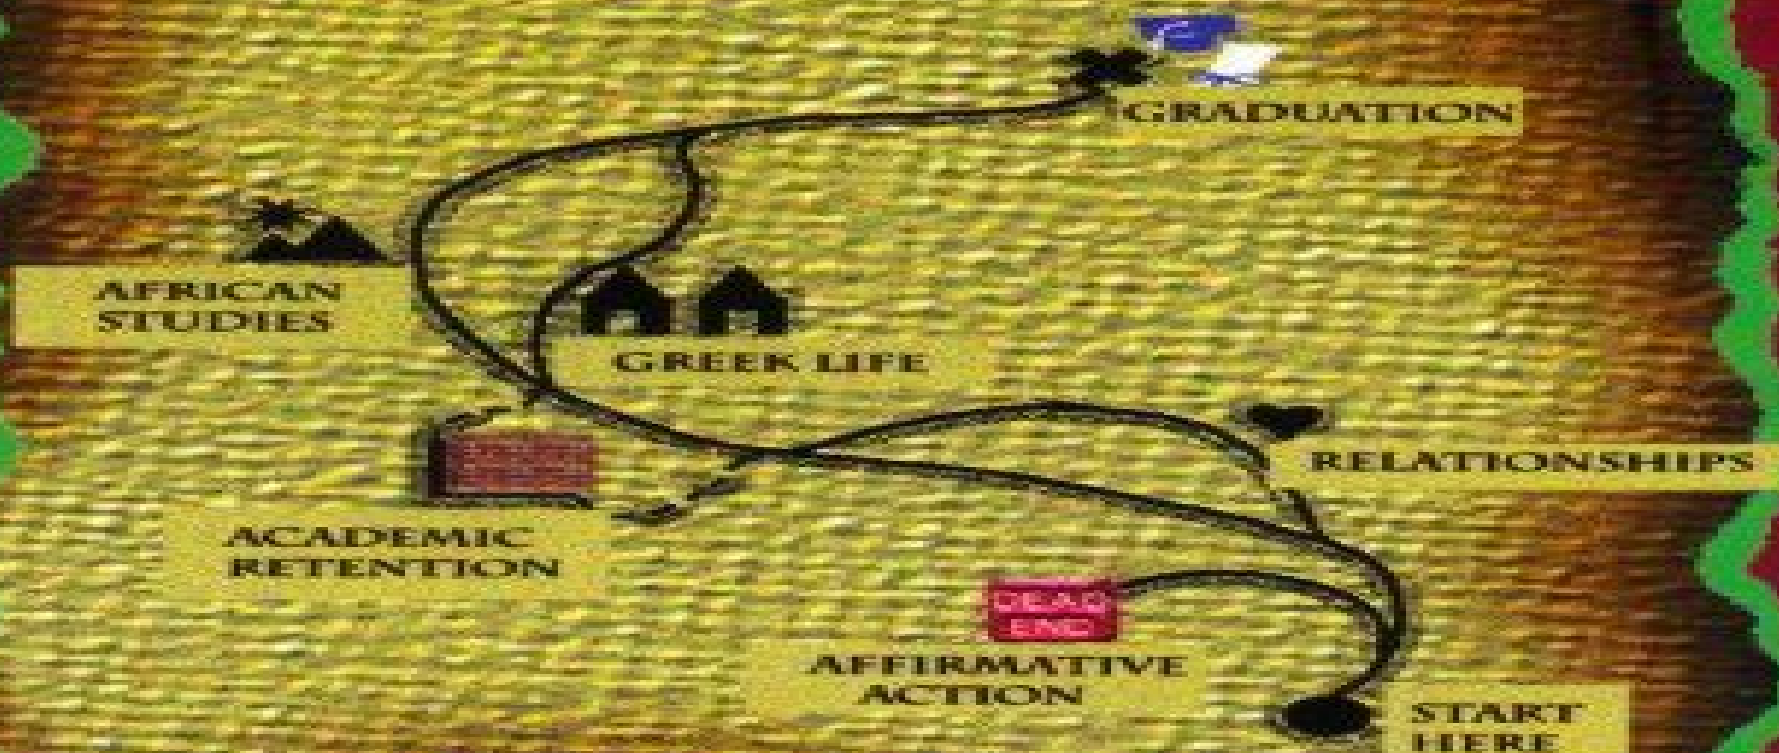 GRADUATION
AFRICAN
STUDIES
GREEK LIFE
RELATIONSHIPS
ACADEMIC
RETENTION
DEAD
END
AFFIRMATIVE
ACTION
START
HERE